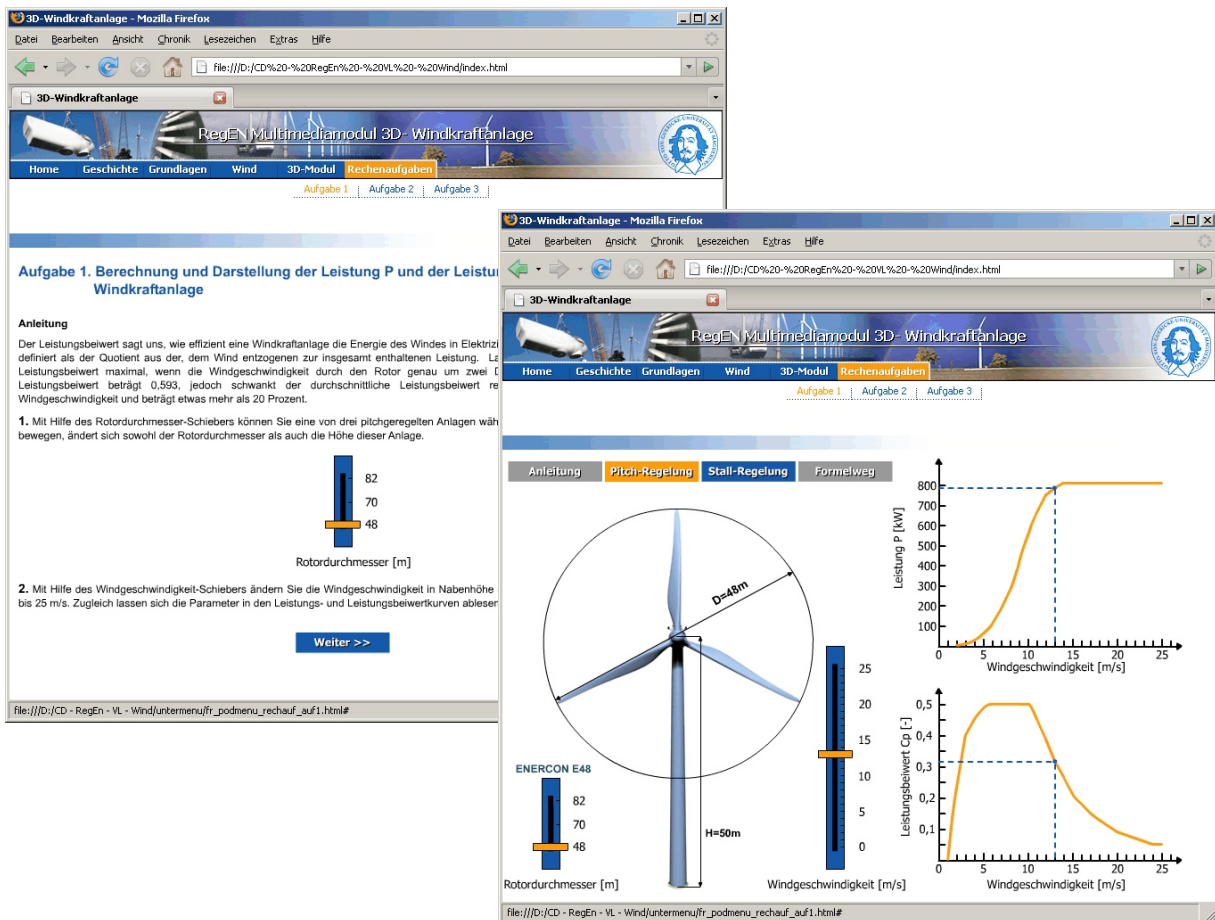 3D-Windkraftanlage - Mozilla Firefox
Datei Bearbeiten Ansicht Chronik Lesezeichen Extras Hilfe
file:///D:/CD%20-%20RegEn%20-%20VL%20-%20Wind/index.html
3D-Windkraftanlage
RegEN Multimediamodul 3D- Windkraftanlage
Home Geschichte Grundlagen Wind 3D-Modul Rechenaufgaben
Aufgabe 1 Aufgabe 2 Aufgabe 3
Aufgabe 1. Berechnung und Darstellung der Leistung P und der Leistu
Windkraftanlage
Anleitung
Der Leistungsbeiwert sagt uns, wie effizient eine Windkraftanlage die Energie des Windes in Elektrizi
definiert als der Quotient aus der, dem Wind entzogenen zur insgesamt enthaltenen Leistung. La
Leistungsbeiwert maximal, wenn die Windgeschwindigkeit durch den Rotor genau um zwei D
Leistungsbeiwert beträgt 0,593, jedoch schwankt der durchschnittliche Leistungsbeiwert re
Windgeschwindigkeit und beträgt etwas mehr als 20 Prozent.
1. Mit Hilfe des Rotordurchmesser-Schiebers können Sie eine von drei pitchgeregelten Anlagen wäh
bewegen, ändert sich sowohl der Rotordurchmesser als auch die Höhe dieser Anlage.
82
70
48
Rotordurchmesser [m]
2. Mit Hilfe des Windgeschwindigkeit-Schiebers ändern Sie die Windgeschwindigkeit in Nabenhöhe
bis 25 m/s. Zugleich lassen sich die Parameter in den Leistungs- und Leistungsbeiwertkurven ablesen
Weiter >>
file:///D:/CD - RegEn - VL - Wind/untermenu/fr_podmenu_rechauf_auf1.html#
3D-Windkraftanlage - Mozilla Firefox
Datei Bearbeiten Ansicht Chronik Lesezeichen Extras Hilfe
file:///D:/CD%20-%20RegEn%20-%20VL%20-%20Wind/index.html
3D-Windkraftanlage
RegEN Multimediamodul 3D- Windkraftanlage
Home Geschichte Grundlagen Wind 3D-Modul Rechenaufgaben
Aufgabe 1 Aufgabe 2 Aufgabe 3
Anleitung Pitch-Regelung Stall-Regelung Formelweg
D=48m
H=50m
ENERCON E48
82
70
48
Rotordurchmesser [m]
25
20
15
10
5
0
Windgeschwindigkeit [m/s]
Leistung P [kW]
800
700
600
500
400
300
200
100
0 5 10 15 20 25
Windgeschwindigkeit [m/s]
Leistungsbeiwert Cp [-]
0,5
0,4
0,3
0,2
0,1
0 5 10 15 20 25
Windgeschwindigkeit [m/s]
file:///D:/CD - RegEn - VL - Wind/untermenu/fr_podmenu_rechauf_auf1.html#